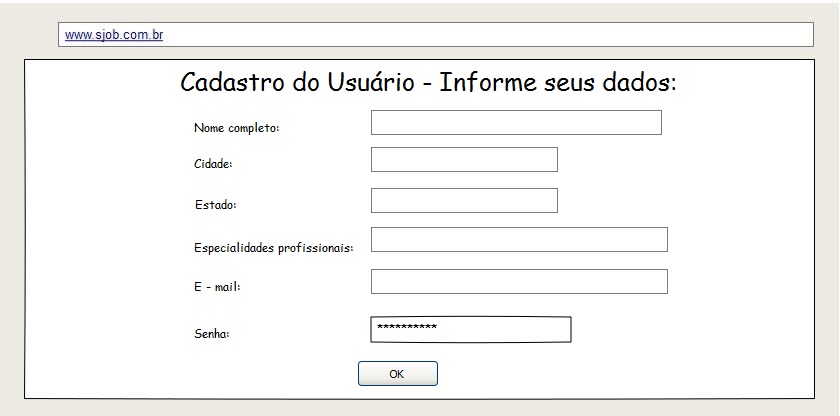 www.sjob.com.br
Cadastro do Usuário - Informe seus dados:
Nome completo:
Cidade:
Estado:
Especialidades profissionais:
E - mail:
Senha: **********
OK